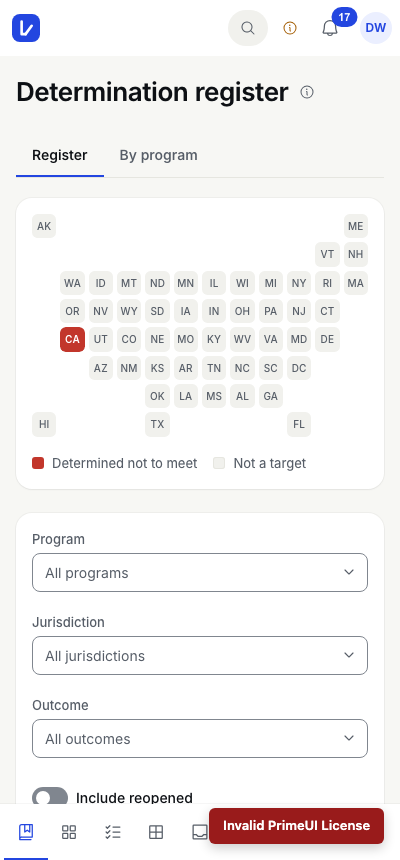 17
DW
Determination register
Register By program
AK ME
VT NH
WA ID MT ND MN IL WI MI NY RI MA
OR NV WY SD IA IN OH PA NJ CT
CA UT CO NE MO KY WV VA MD DE
AZ NM KS AR TN NC SC DC
OK LA MS AL GA
HI TX FL
Determined not to meet Not a target
Program
All programs
Jurisdiction
All jurisdictions
Outcome
All outcomes
Include reopened
Invalid PrimeUI License